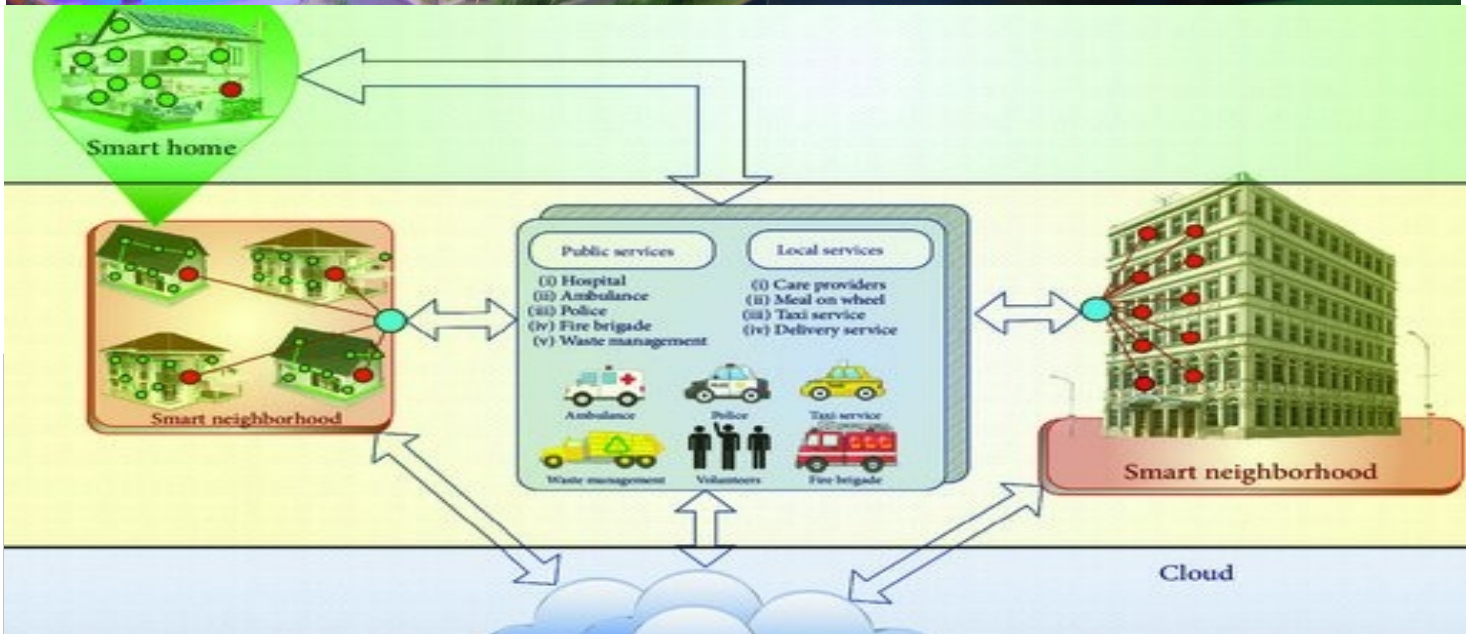 Smart home
Public services
(i) Hospital
(ii) Ambulance
(iii) Police
(iv) Fire brigade
(v) Waste management
Local services
(i) Care providers
(ii) Meal on wheel
(iii) Taxi service
(iv) Delivery service
Ambulance
Police
Taxi service
Waste management
Volunteers
Fire brigade
Smart neighborhood
Smart neighborhood
Cloud